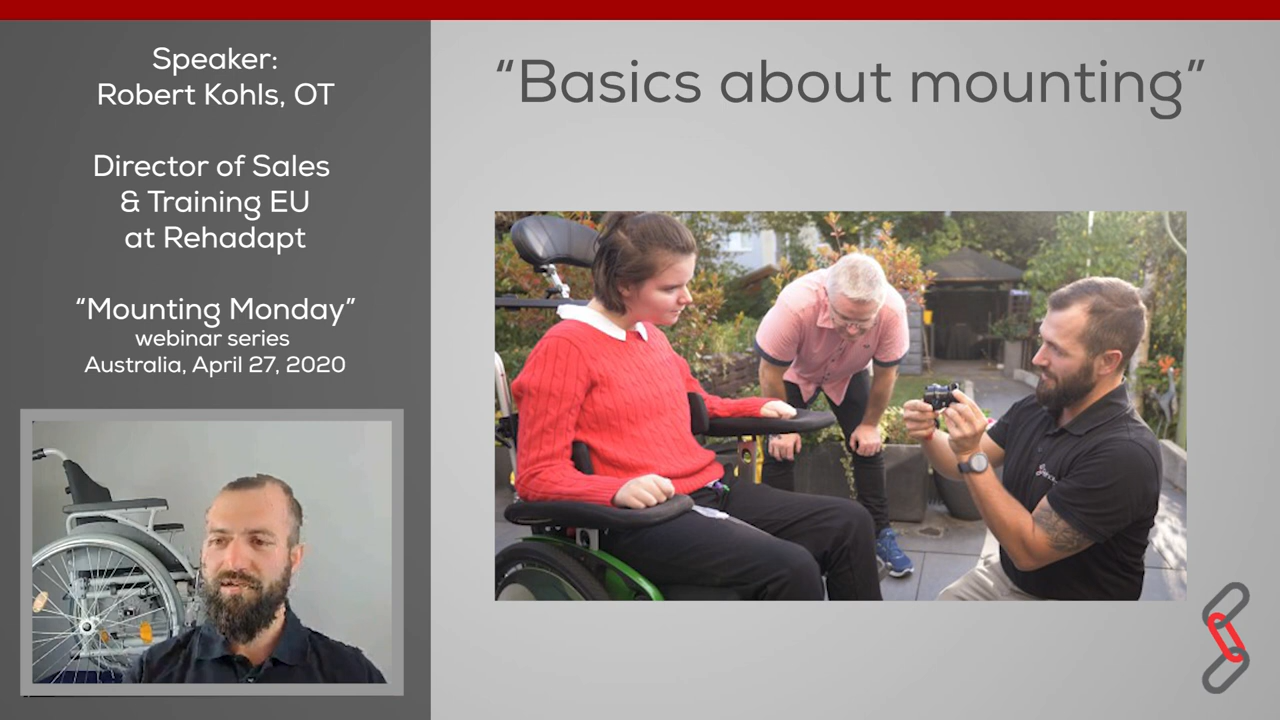 Speaker:
Robert Kohls, OT
Director of Sales
& Training EU
at Rehadapt
“Mounting Monday”
webinar series
Australia, April 27, 2020
“Basics about mounting”